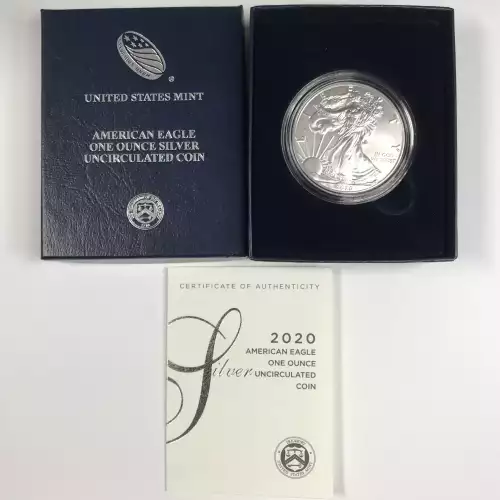 UNITED STATES MINT
AMERICAN EAGLE
ONE OUNCE SILVER
UNCIRCULATED COIN
CERTIFICATE OF AUTHENTICITY
2020
AMERICAN EAGLE
ONE OUNCE
Silver UNCIRCULATED
COIN